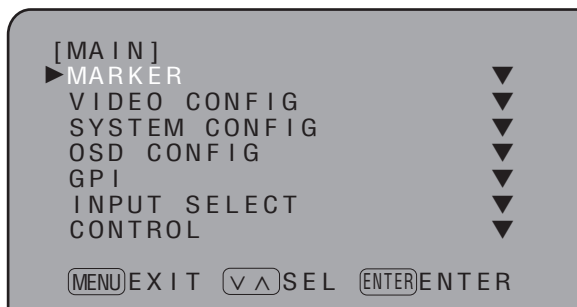 [MAIN]
▶MARKER ▼
VIDEO CONFIG ▼
SYSTEM CONFIG ▼
OSD CONFIG ▼
GPI ▼
INPUT SELECT ▼
CONTROL ▼
MENU EXIT ∨ ∧ SEL ENTER ENTER